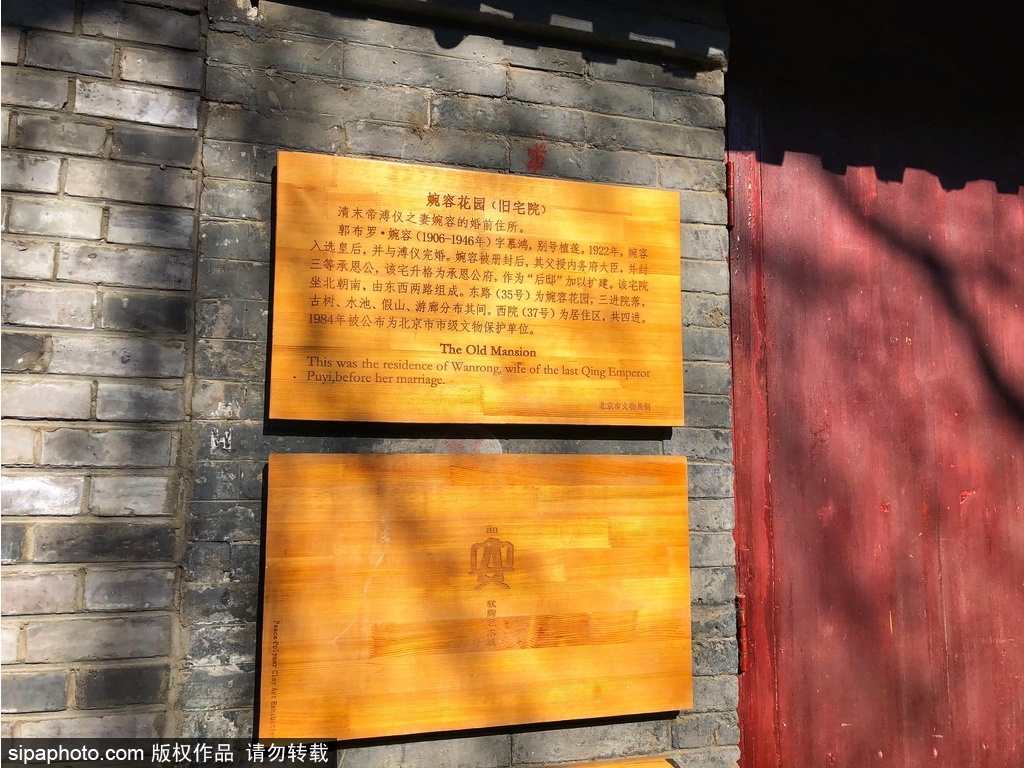 婉容花园（旧宅院）
清末帝溥仪之妻婉容的婚前住所。
郭布罗·婉容（1906-1946年）字慕鸿，别号植莲。1922年，婉容
入选皇后，并与溥仪完婚。婉容被册封后，其父授内务府大臣，并封
三等承恩公，该宅升格为承恩公府，作为“后邸”加以扩建。该宅院
坐北朝南，由东西两路组成。东路（35号）为婉容花园，三进院落，
古树、水池、假山、游廊分布其间。西院（37号）为居住区，共四进。
1984年被公布为北京市市级文物保护单位。
The Old Mansion
This was the residence of Wanrong, wife of the last Qing Emperor
Puyi,before her marriage.
北京市文物局制
Peace Polymer Clay Art Exhibition
sipaphoto.com 版权作品 请勿转载